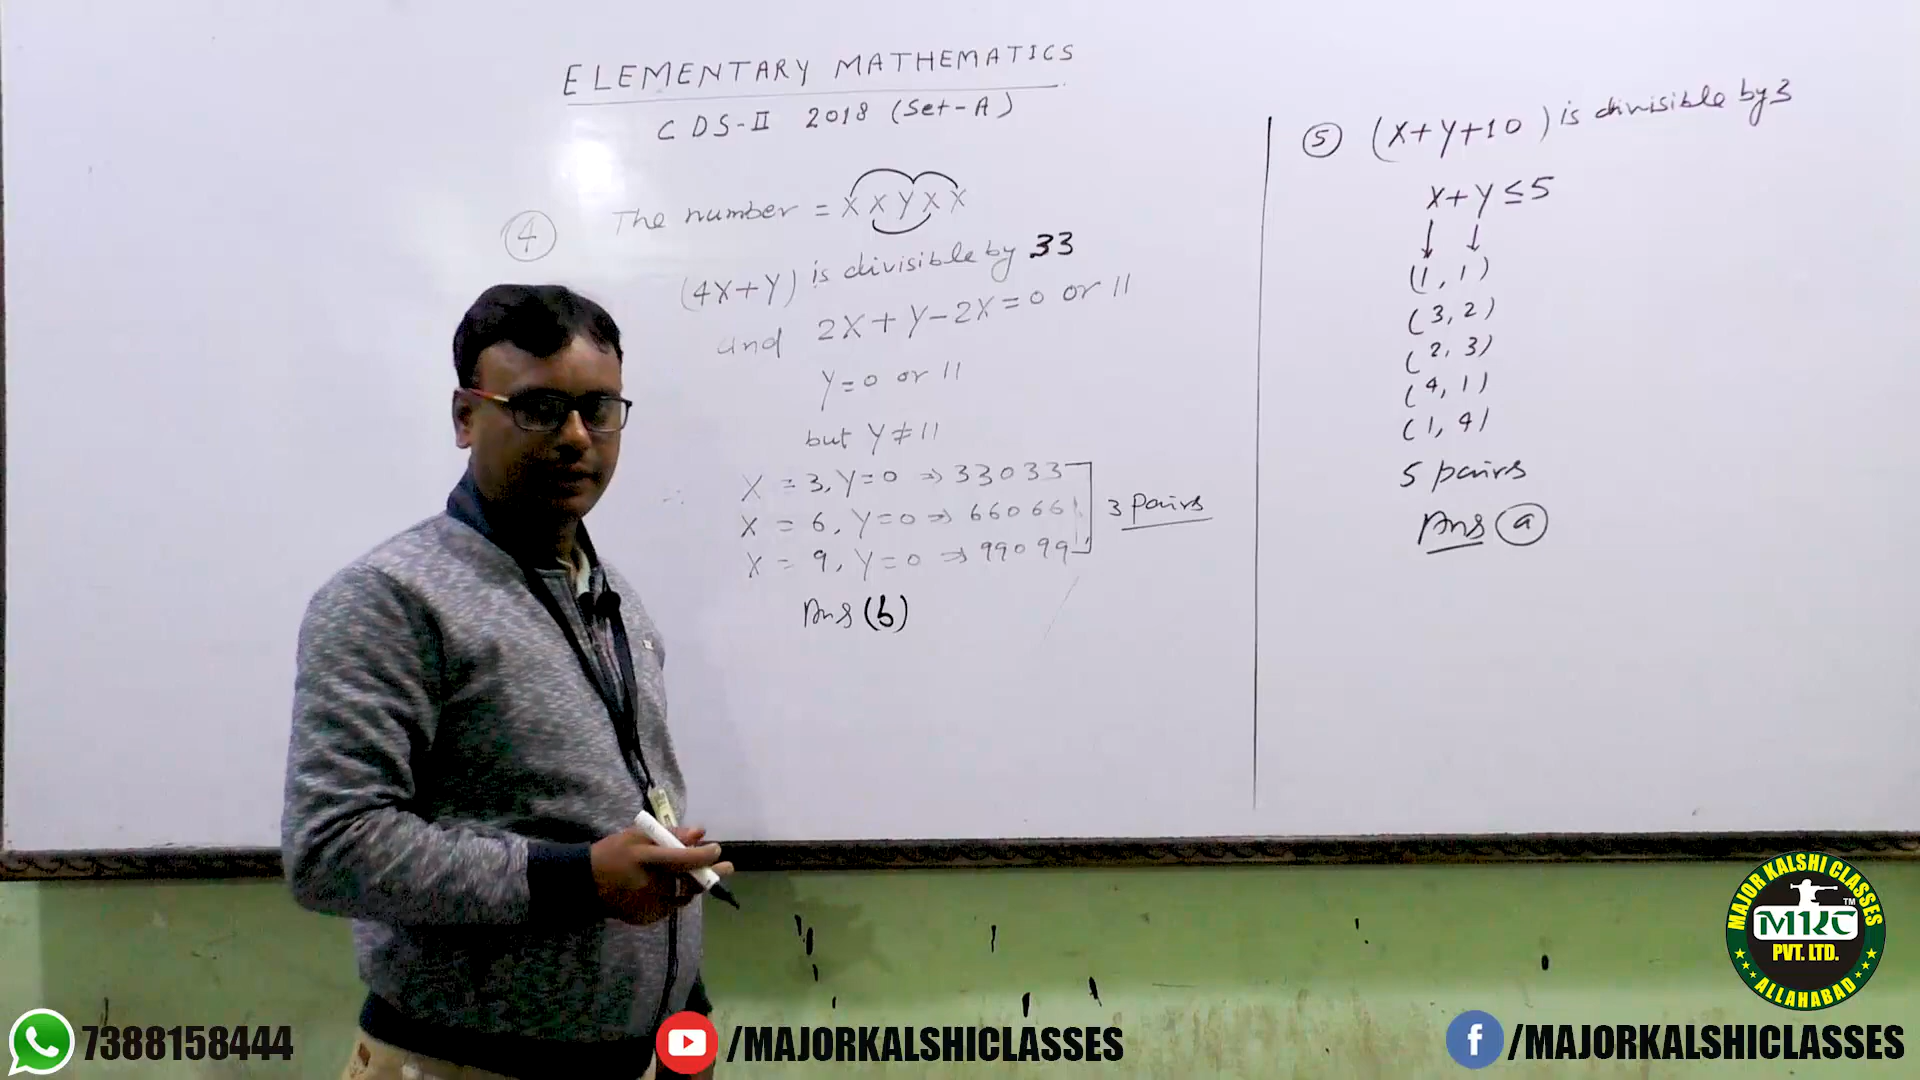 ELEMENTARY MATHEMATICS
CDS-II 2018 (Set-A)
4 The number = XXYXX
(4X+Y) is divisible by 33
and 2X+Y-2X=0 or 11
Y=0 or 11
but Y≠11
∴ X = 3, Y=0 ⇒ 33033
X = 6, Y=0 ⇒ 66066
X = 9, Y=0 ⇒ 99099
3 pairs
Ans (b)
5 (X+Y+10) is divisible by 3
X+Y≤5
(1, 1)
(3, 2)
(2, 3)
(4, 1)
(1, 4)
5 pairs
Ans a
MAJOR KALSHI CLASSES
MKC TM
PVT. LTD.
ALLAHABAD
7388158444
/MAJORKALSHICLASSES
f /MAJORKALSHICLASSES